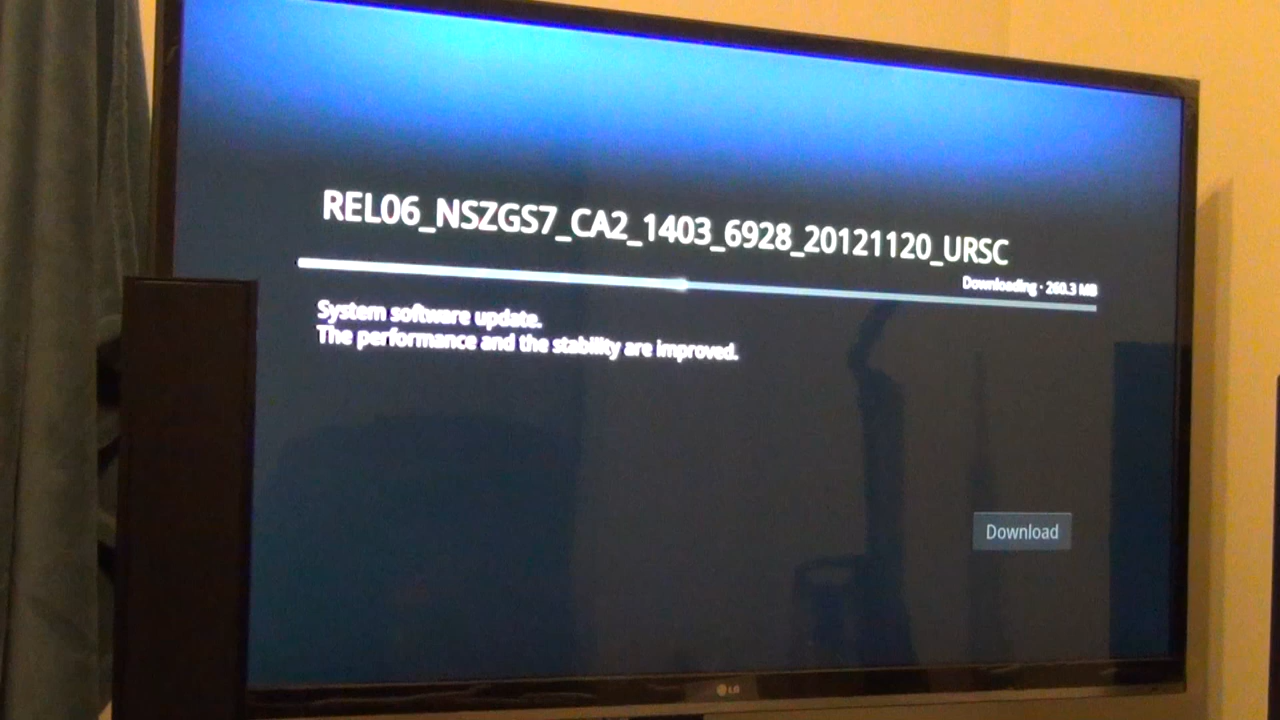 REL06_NSZGS7_CA2_1403_6928_20121120_URSC
Downloading · 260.3 MB
System software update.
The performance and the stability are improved.
Download
LG